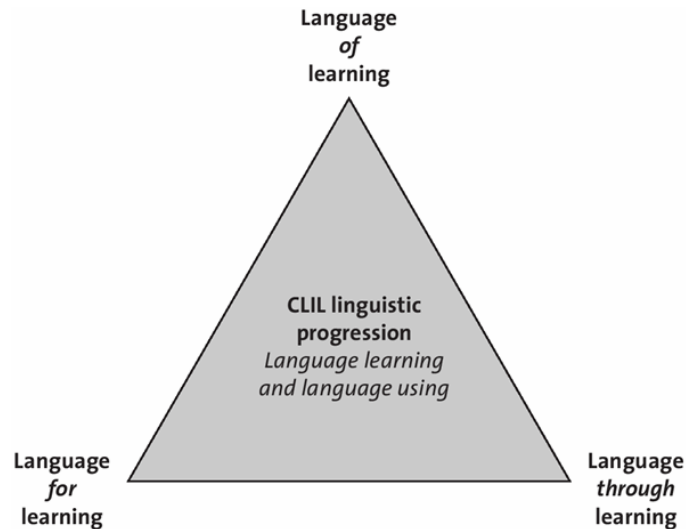 Language
of
learning
CLIL linguistic
progression
Language learning
and language using
Language
for
learning
Language
through
learning